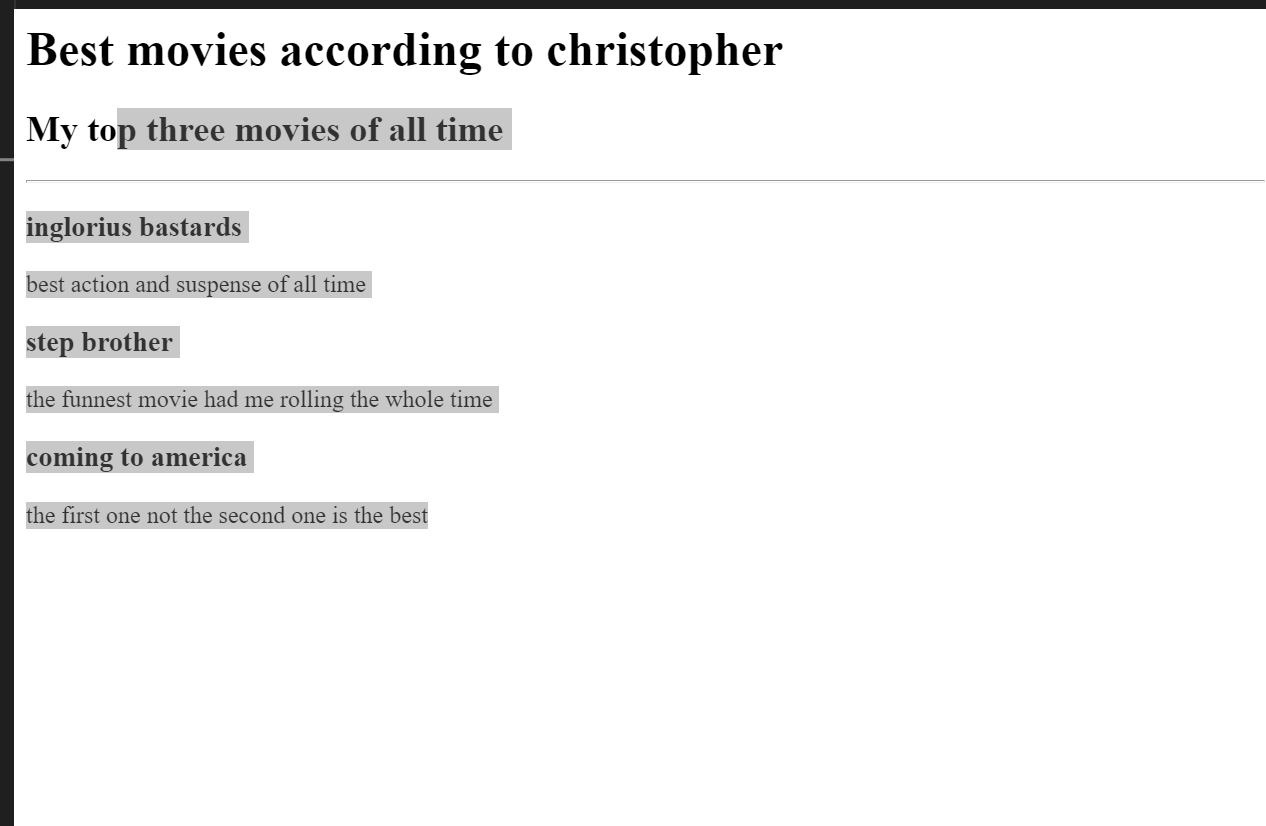 Best movies according to christopher
My top three movies of all time
inglorius bastards
best action and suspense of all time
step brother
the funnest movie had me rolling the whole time
coming to america
the first one not the second one is the best